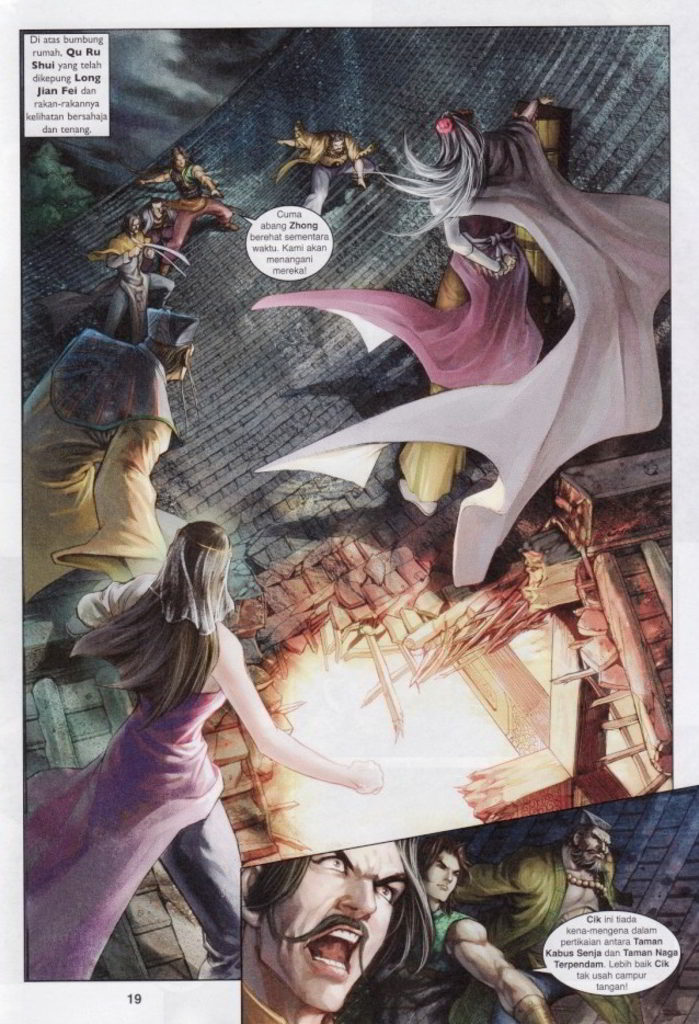 Di atas bumbung
rumah, Qu Ru
Shui yang telah
dikepung Long
Jian Fei dan
rakan-rakannya
kelihatan bersahaja
dan tenang.
Cuma
abang Zhong
berehat sementara
waktu. Kami akan
menangani
mereka!
Cik ini tiada
kena-mengena dalam
pertikaian antara Taman
Kabus Senja dan Taman Naga
Terpendam. Lebih baik Cik
tak usah campur
tangan!
19